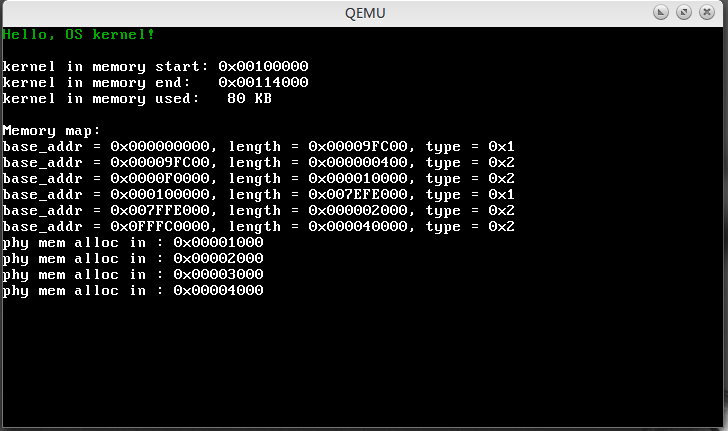 QEMU
Hello, OS kernel!
kernel in memory start: 0x00100000
kernel in memory end:   0x00114000
kernel in memory used:   80 KB
Memory map:
base_addr = 0x000000000, length = 0x00009FC00, type = 0x1
base_addr = 0x00009FC00, length = 0x000000400, type = 0x2
base_addr = 0x0000F0000, length = 0x000010000, type = 0x2
base_addr = 0x000100000, length = 0x007EFE000, type = 0x1
base_addr = 0x007FFE000, length = 0x000002000, type = 0x2
base_addr = 0x0FFFC0000, length = 0x000040000, type = 0x2
phy mem alloc in : 0x00001000
phy mem alloc in : 0x00002000
phy mem alloc in : 0x00003000
phy mem alloc in : 0x00004000